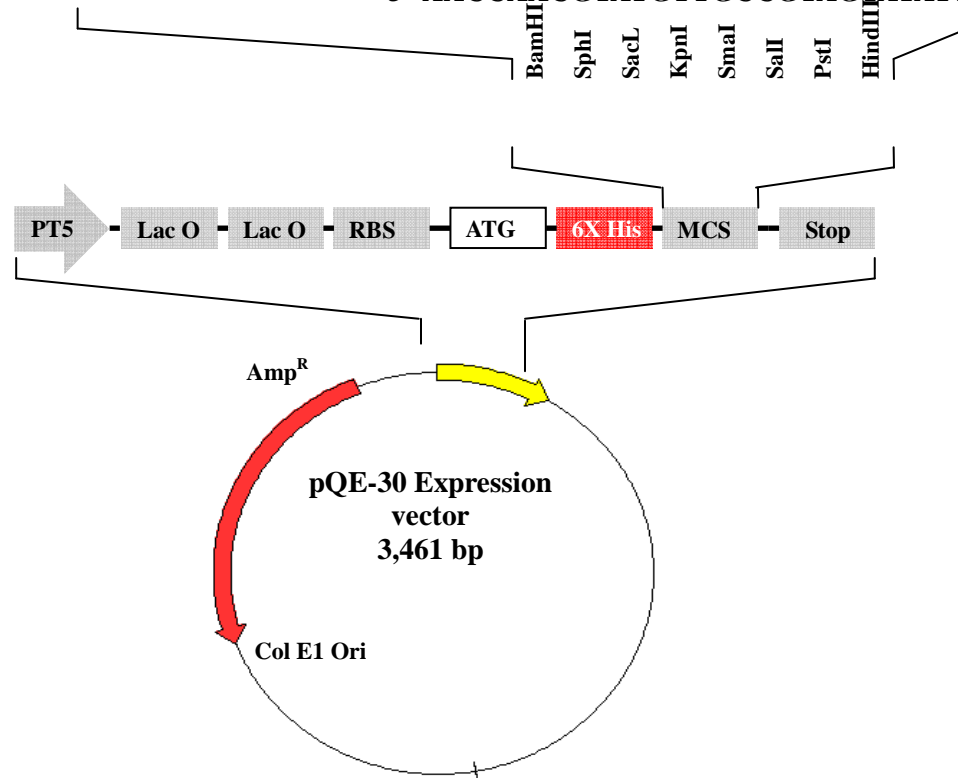 BamHI
SphI
SacL
KpnI
SmaI
SalI
PstI
HindIII
PT5
Lac O
Lac O
RBS
ATG
6X His
MCS
Stop
Amp^R
pQE-30 Expression
vector
3,461 bp
Col E1 Ori